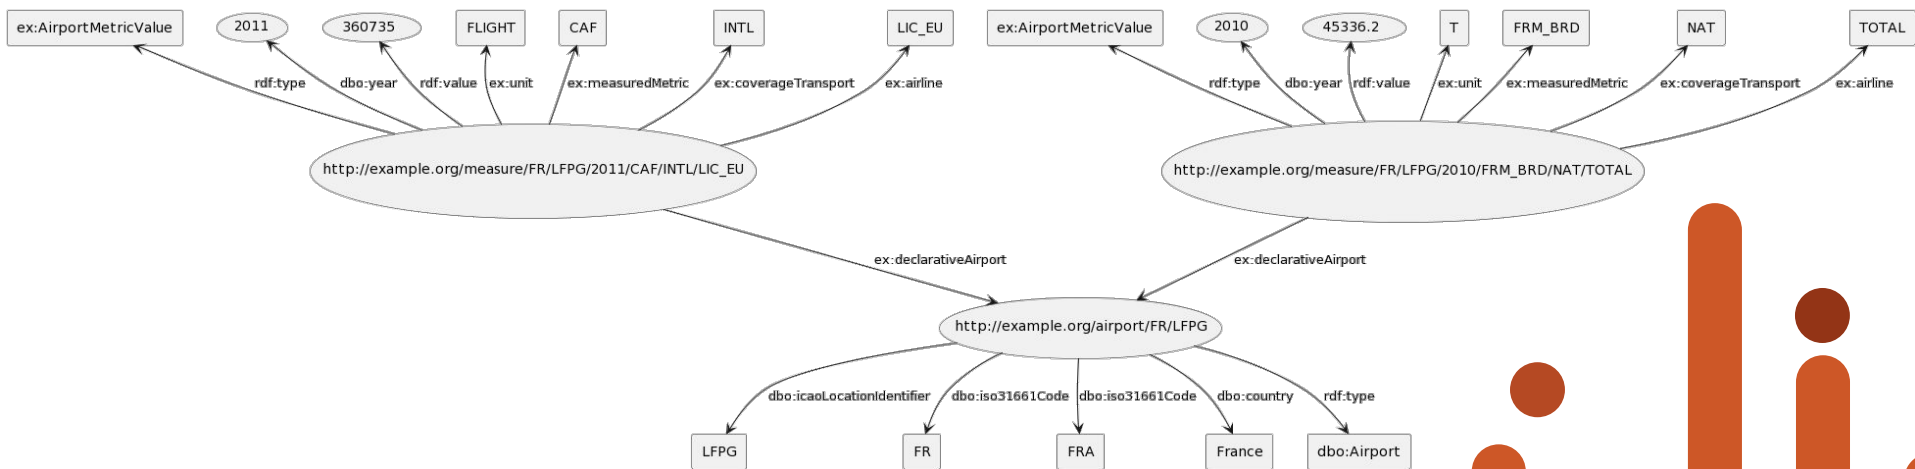 ex:AirportMetricValue 2011 360735 FLIGHT CAF INTL LIC_EU ex:AirportMetricValue 2010 45336.2 T FRM_BRD NAT TOTAL
rdf:type dbo:year rdf:value ex:unit ex:measuredMetric ex:coverageTransport ex:airline rdf:type dbo:year rdf:value ex:unit ex:measuredMetric ex:coverageTransport ex:airline
http://example.org/measure/FR/LFPG/2011/CAF/INTL/LIC_EU http://example.org/measure/FR/LFPG/2010/FRM_BRD/NAT/TOTAL
ex:declarativeAirport ex:declarativeAirport
http://example.org/airport/FR/LFPG
dbo:icaoLocationIdentifier dbo:iso31661Code dbo:iso31661Code dbo:country rdf:type
LFPG FR FRA France dbo:Airport